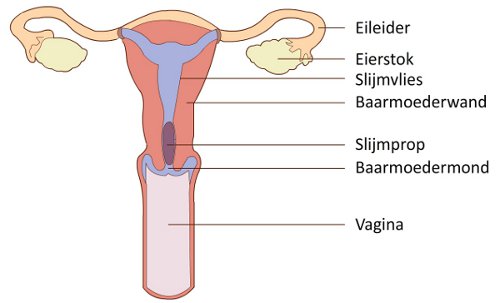 Eileider
Eierstok
Slijmvlies
Baarmoederwand
Slijmprop
Baarmoedermond
Vagina